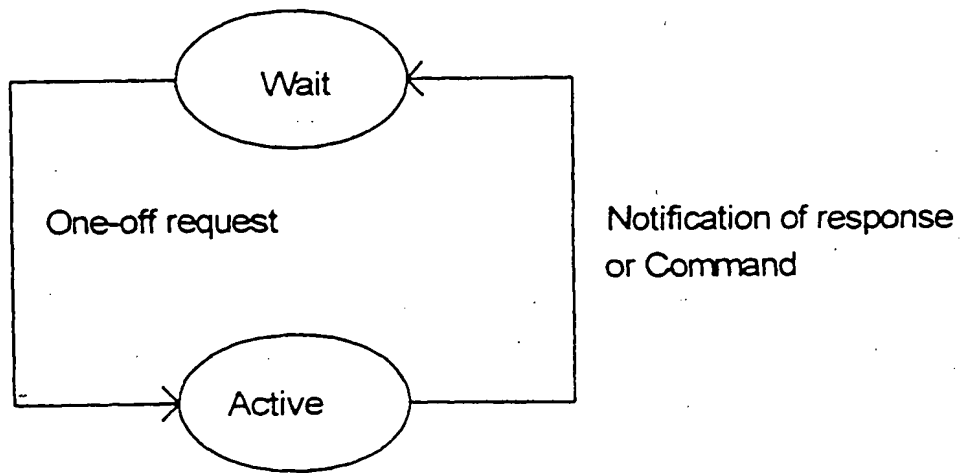 Wait
One-off request
Notification of response
or Command
Active